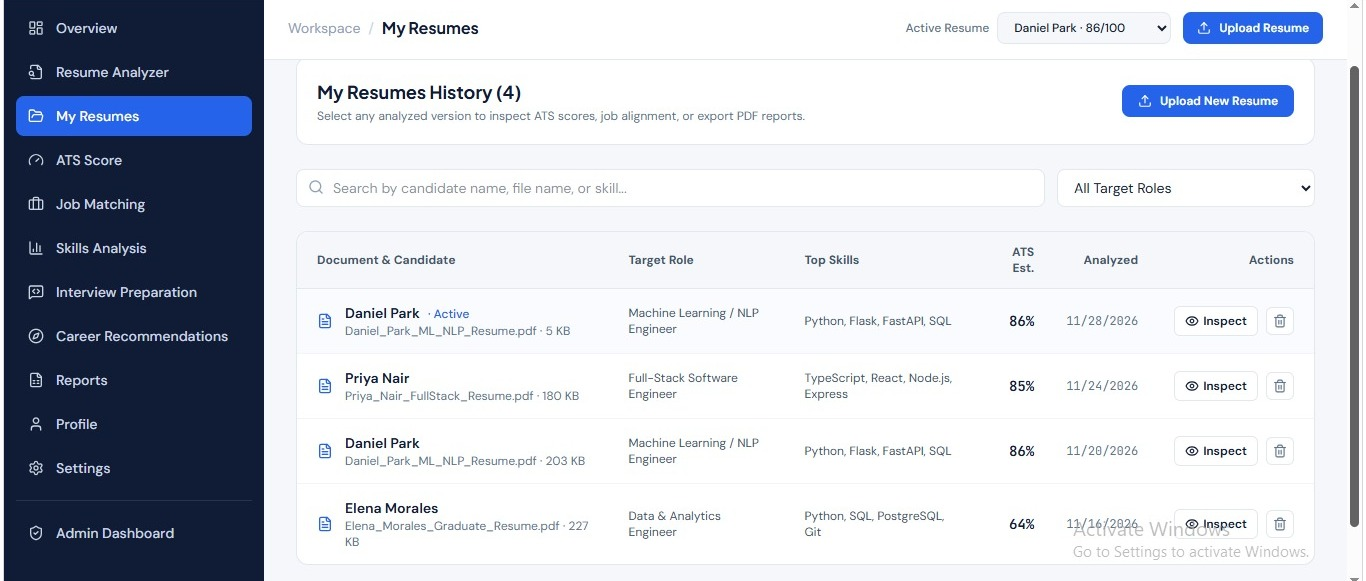 Overview
Resume Analyzer
My Resumes
ATS Score
Job Matching
Skills Analysis
Interview Preparation
Career Recommendations
Reports
Profile
Settings
Admin Dashboard
Workspace / My Resumes
Active Resume
Daniel Park · 86/100
Upload Resume
My Resumes History (4)
Select any analyzed version to inspect ATS scores, job alignment, or export PDF reports.
Upload New Resume
Search by candidate name, file name, or skill...
All Target Roles
Document & Candidate
Target Role
Top Skills
ATS
Est.
Analyzed
Actions
Daniel Park · Active
Daniel_Park_ML_NLP_Resume.pdf · 5 KB
Machine Learning / NLP
Engineer
Python, Flask, FastAPI, SQL
86%
11/28/2026
Inspect
Priya Nair
Priya_Nair_FullStack_Resume.pdf · 180 KB
Full-Stack Software
Engineer
TypeScript, React, Node.js,
Express
85%
11/24/2026
Inspect
Daniel Park
Daniel_Park_ML_NLP_Resume.pdf · 203 KB
Machine Learning / NLP
Engineer
Python, Flask, FastAPI, SQL
86%
11/20/2026
Inspect
Elena Morales
Elena_Morales_Graduate_Resume.pdf · 227
KB
Data & Analytics
Engineer
Python, SQL, PostgreSQL,
Git
64%
11/16/2026
Inspect
Activate Windows
Go to Settings to activate Windows.